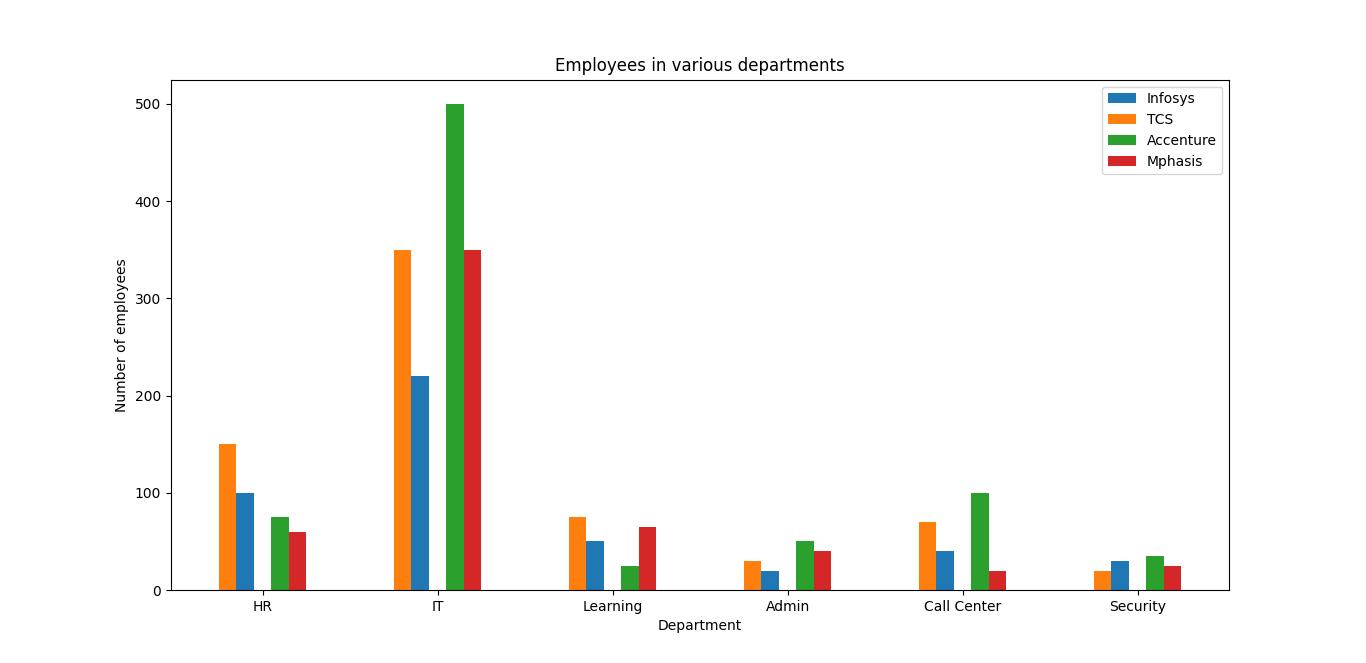 Employees in various departments
Infosys
TCS
Accenture
Mphasis
Number of employees
500
400
300
200
100
0
HR IT Learning Admin Call Center Security
Department